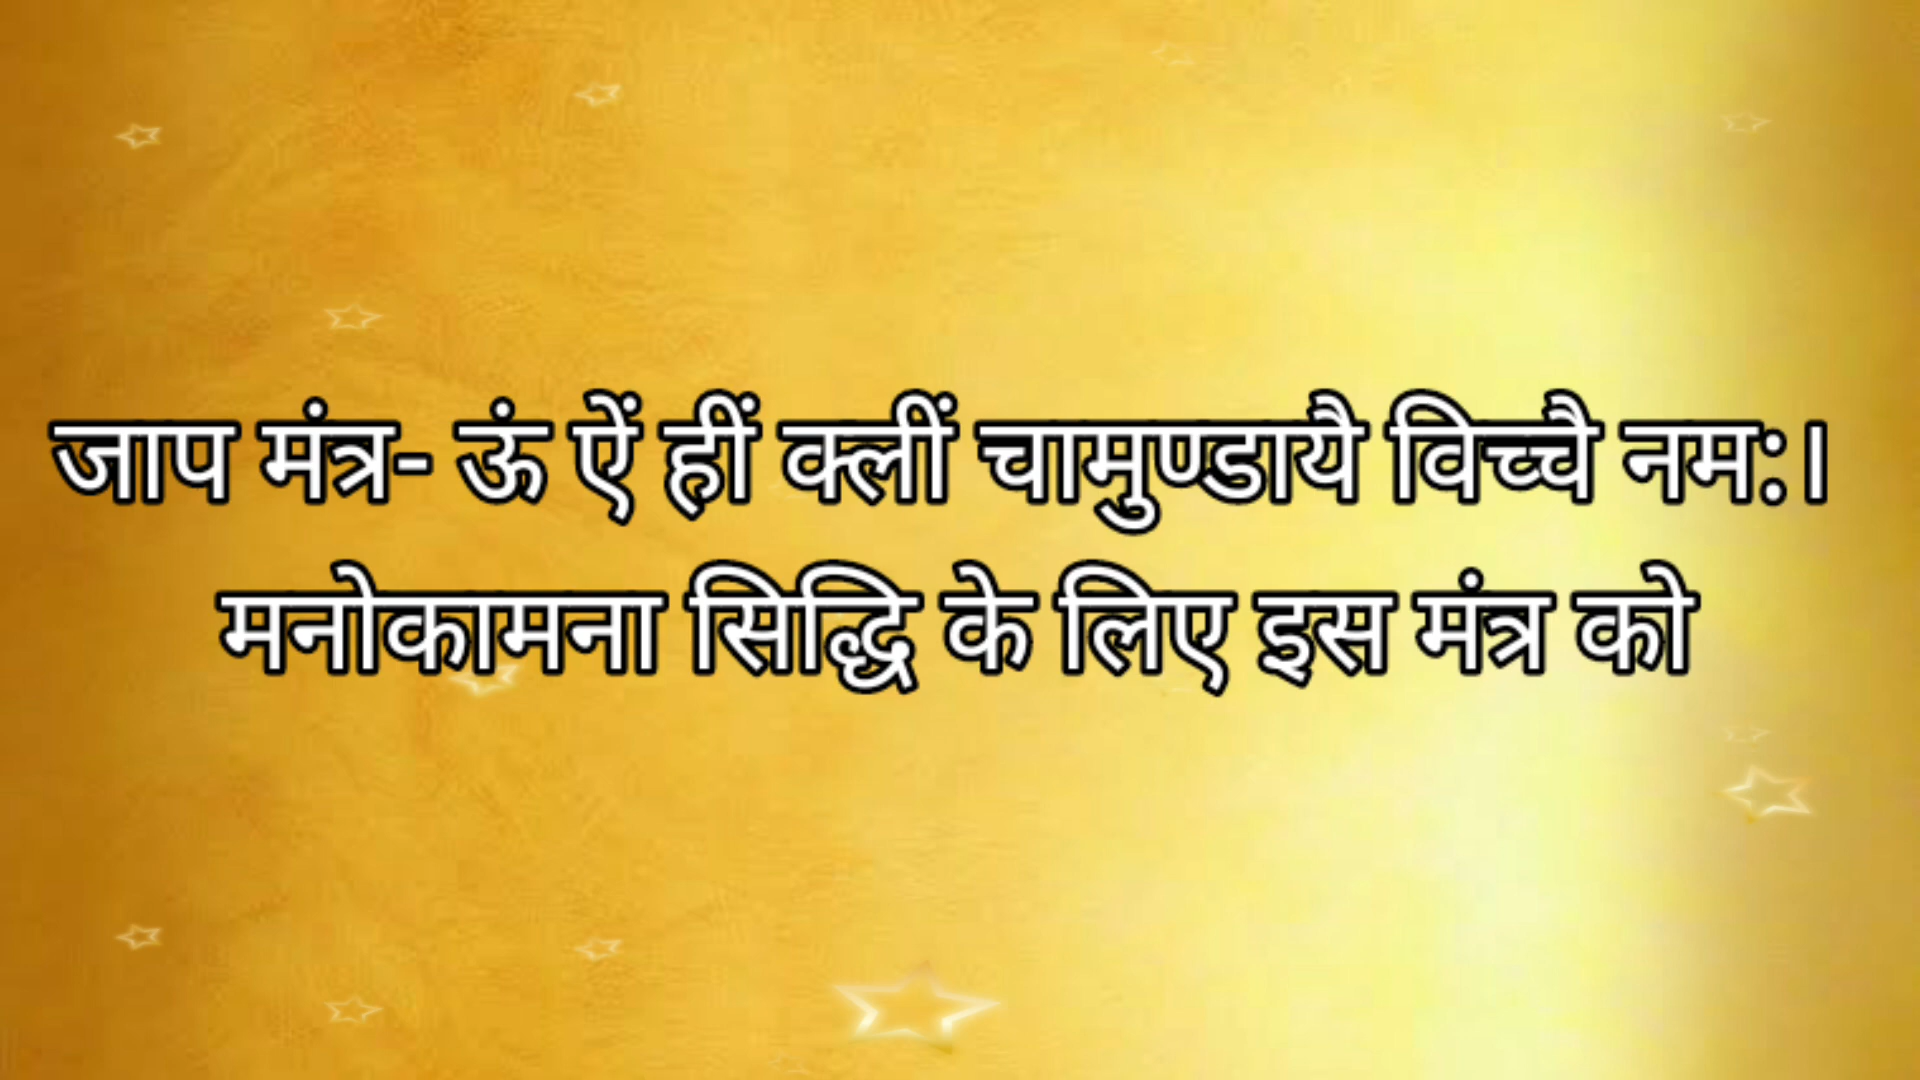 जाप मंत्र- ऊं ऐं हीं क्लीं चामुण्डायै विच्चै नम:।
मनोकामना सिद्धि के लिए इस मंत्र को